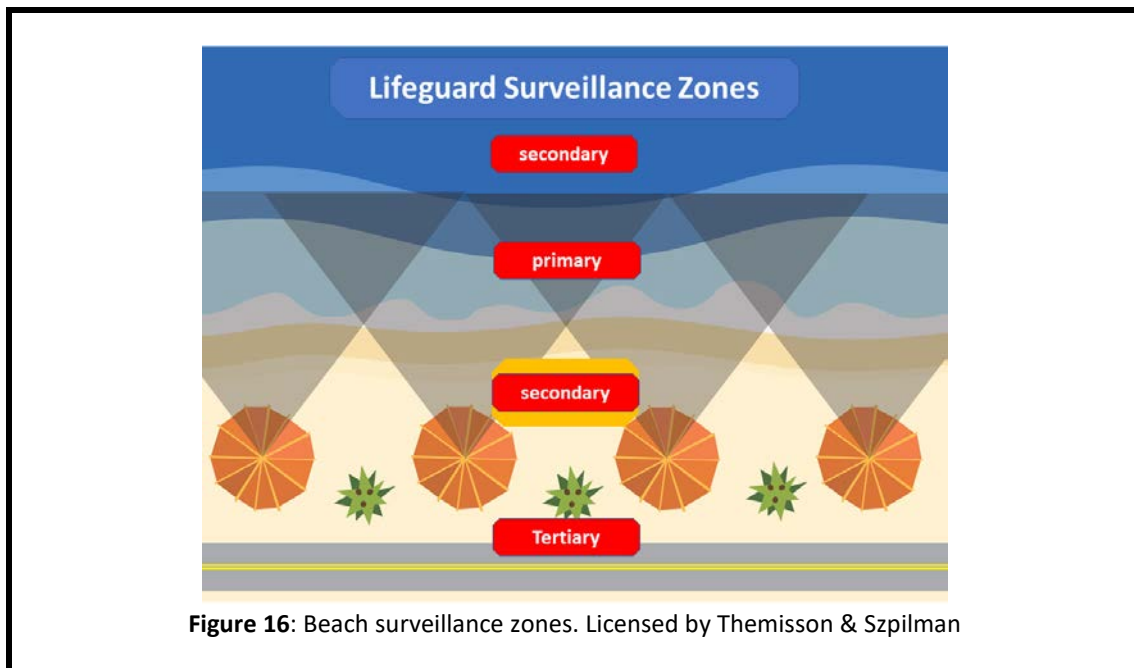 Lifeguard Surveillance Zones
secondary
primary
secondary
Tertiary
Figure 16: Beach surveillance zones. Licensed by Themisson & Szpilman